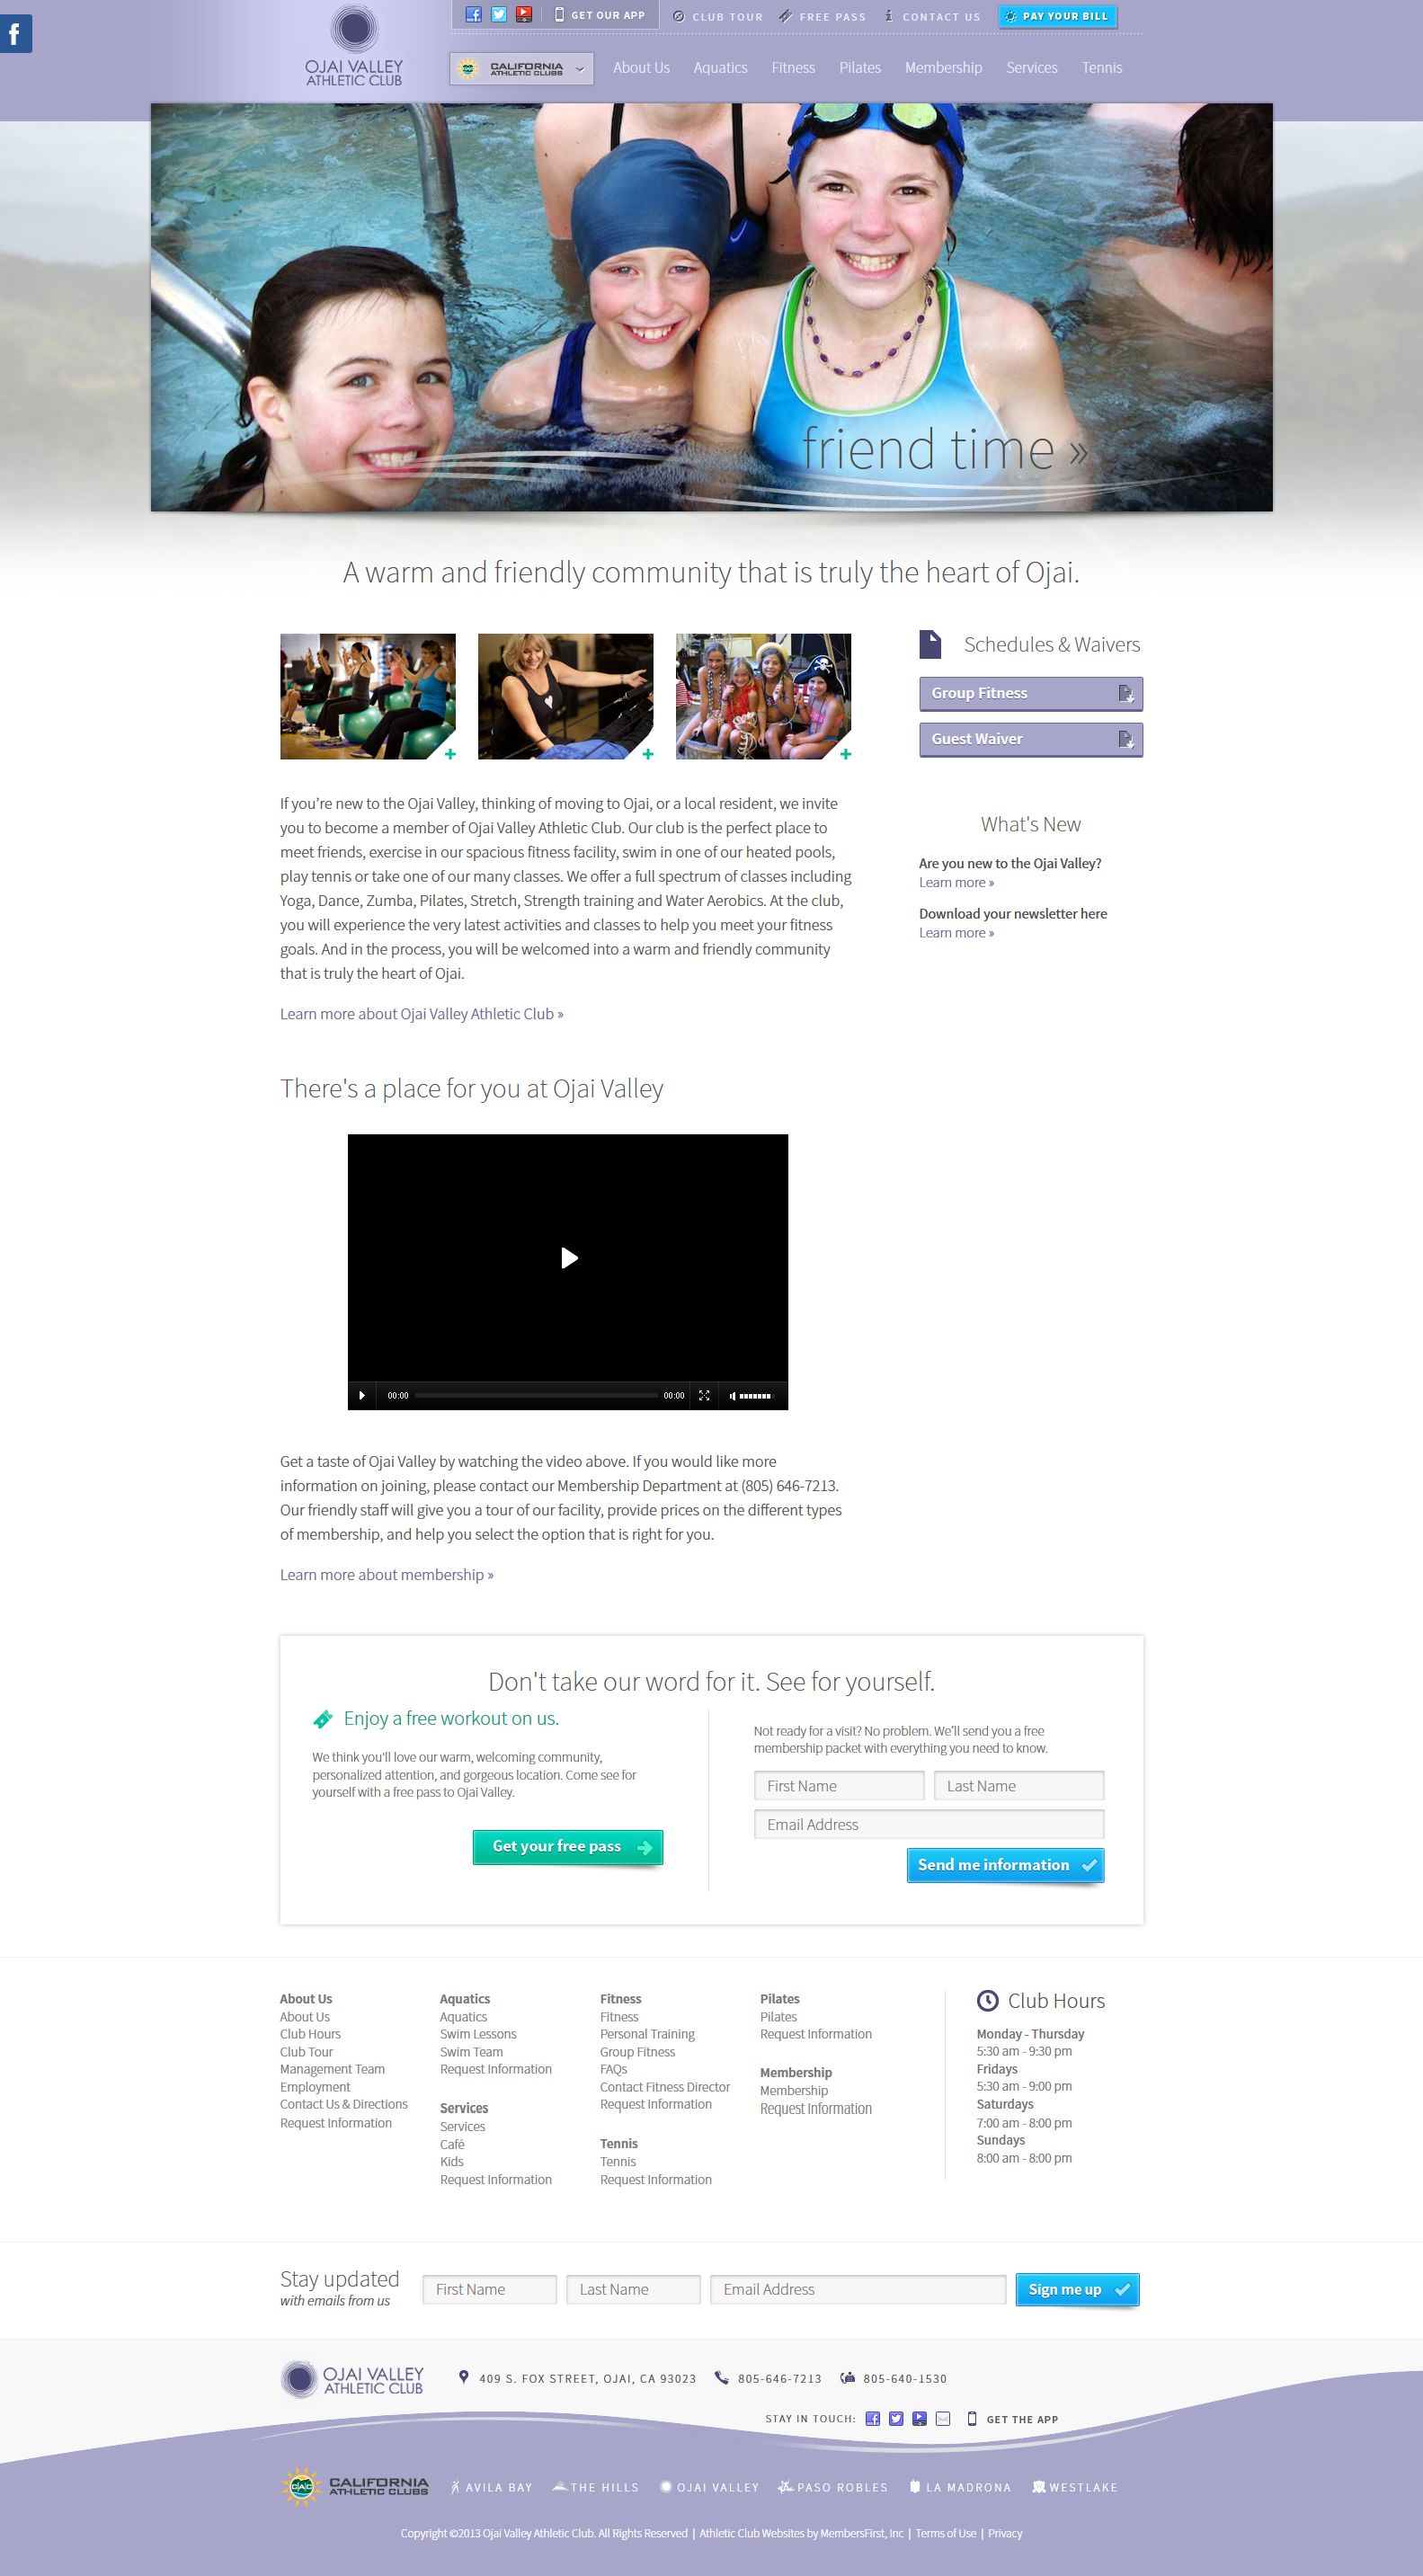 f
GET OUR APP
CLUB TOUR
FREE PASS
CONTACT US
PAY YOUR BILL
OJAI VALLEY
ATHLETIC CLUB
CALIFORNIA
ATHLETIC CLUBS
About Us
Aquatics
Fitness
Pilates
Membership
Services
Tennis
friend time »
A warm and friendly community that is truly the heart of Ojai.
Schedules & Waivers
Group Fitness
Guest Waiver
If you’re new to the Ojai Valley, thinking of moving to Ojai, or a local resident, we invite
you to become a member of Ojai Valley Athletic Club. Our club is the perfect place to
meet friends, exercise in our spacious fitness facility, swim in one of our heated pools,
play tennis or take one of our many classes. We offer a full spectrum of classes including
Yoga, Dance, Zumba, Pilates, Stretch, Strength training and Water Aerobics. At the club,
you will experience the very latest activities and classes to help you meet your fitness
goals. And in the process, you will be welcomed into a warm and friendly community
that is truly the heart of Ojai.
Learn more about Ojai Valley Athletic Club »
What's New
Are you new to the Ojai Valley?
Learn more »
Download your newsletter here
Learn more »
There's a place for you at Ojai Valley
00:00
00:00
Get a taste of Ojai Valley by watching the video above. If you would like more
information on joining, please contact our Membership Department at (805) 646-7213.
Our friendly staff will give you a tour of our facility, provide prices on the different types
of membership, and help you select the option that is right for you.
Learn more about membership »
Don't take our word for it. See for yourself.
Enjoy a free workout on us.
We think you'll love our warm, welcoming community,
personalized attention, and gorgeous location. Come see for
yourself with a free pass to Ojai Valley.
Get your free pass
Not ready for a visit? No problem. We’ll send you a free
membership packet with everything you need to know.
First Name
Last Name
Email Address
Send me information
About Us
About Us
Club Hours
Club Tour
Management Team
Employment
Contact Us & Directions
Request Information
Aquatics
Aquatics
Swim Lessons
Swim Team
Request Information
Services
Services
Café
Kids
Request Information
Fitness
Fitness
Personal Training
Group Fitness
FAQs
Contact Fitness Director
Request Information
Tennis
Tennis
Request Information
Pilates
Pilates
Request Information
Membership
Membership
Request Information
Club Hours
Monday - Thursday
5:30 am - 9:30 pm
Fridays
5:30 am - 9:00 pm
Saturdays
7:00 am - 8:00 pm
Sundays
8:00 am - 8:00 pm
Stay updated
with emails from us
First Name
Last Name
Email Address
Sign me up
OJAI VALLEY
ATHLETIC CLUB
409 S. FOX STREET, OJAI, CA 93023
805-646-7213
805-640-1530
STAY IN TOUCH:
GET THE APP
CAC
CALIFORNIA
ATHLETIC CLUBS
AVILA BAY
THE HILLS
OJAI VALLEY
PASO ROBLES
LA MADRONA
WESTLAKE
Copyright ©2013 Ojai Valley Athletic Club. All Rights Reserved | Athletic Club Websites by MembersFirst, Inc | Terms of Use | Privacy